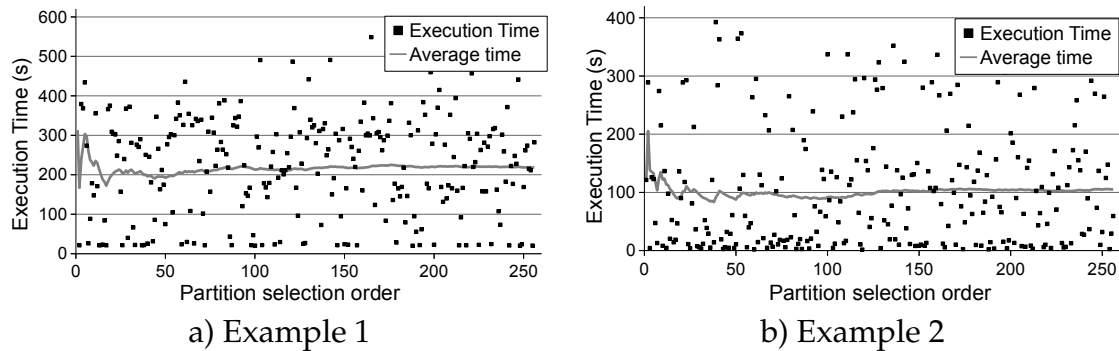 600
500
400
300
200
100
0
Execution Time (s)
Execution Time
Average time
0 50 100 150 200 250
Partition selection order
a) Example 1
400
300
200
100
0
Execution Time (s)
Execution Time
Average time
0 50 100 150 200 250
Partition selection order
b) Example 2